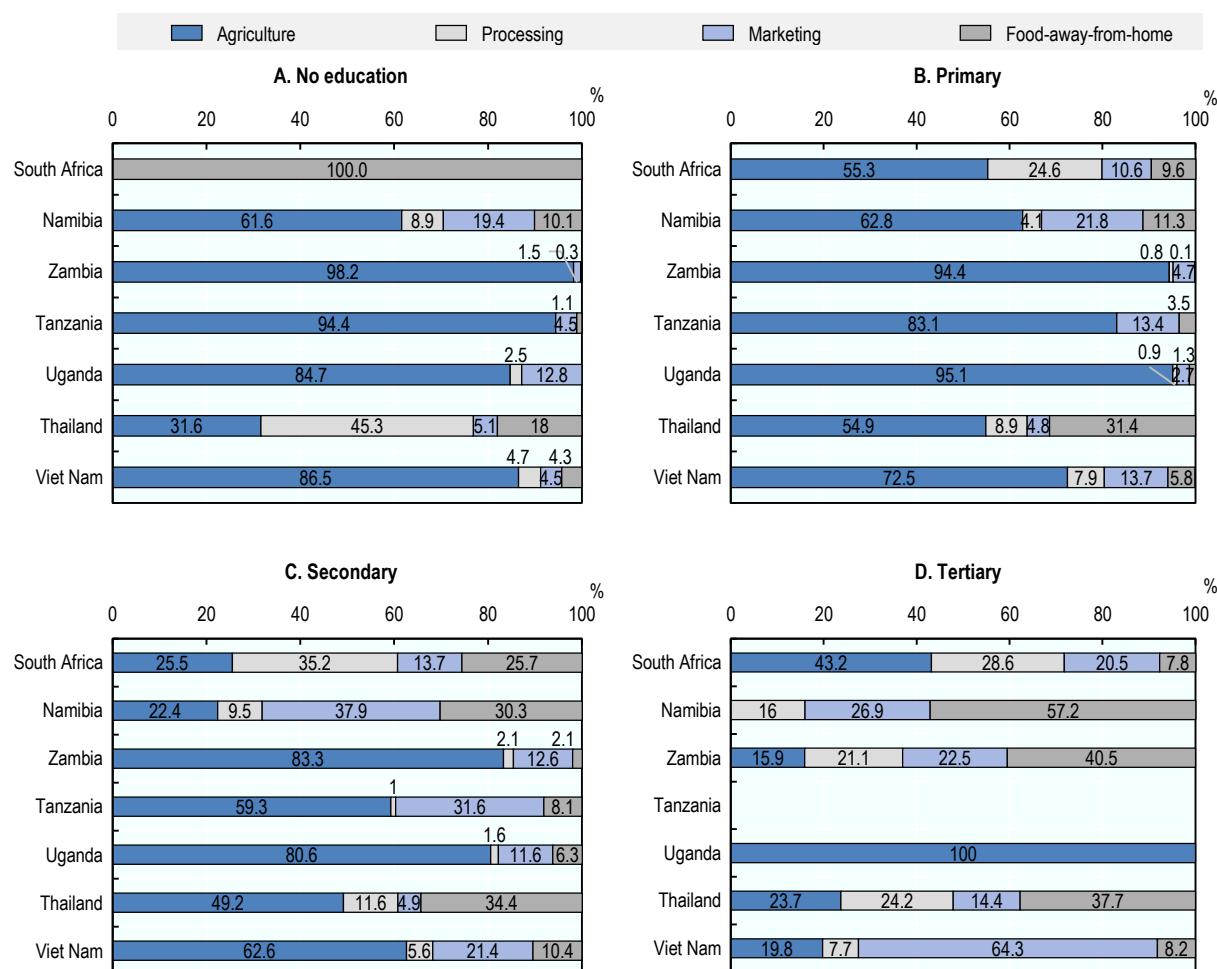 Agriculture Processing Marketing Food-away-from-home
A. No education
%
0 20 40 60 80 100
South Africa 100.0
Namibia 61.6 8.9 19.4 10.1
1.5 0.3
Zambia 98.2
1.1
Tanzania 94.4 4.5
2.5
Uganda 84.7 12.8
Thailand 31.6 45.3 5.1 18
4.7 4.3
Viet Nam 86.5 4.5
B. Primary
%
0 20 40 60 80 100
South Africa 55.3 24.6 10.6 9.6
Namibia 62.8 4.1 21.8 11.3
0.8 0.1
Zambia 94.4 4.7
3.5
Tanzania 83.1 13.4
0.9 1.3
Uganda 95.1 2.7
Thailand 54.9 8.9 4.8 31.4
Viet Nam 72.5 7.9 13.7 5.8
C. Secondary
%
0 20 40 60 80 100
South Africa 25.5 35.2 13.7 25.7
Namibia 22.4 9.5 37.9 30.3
2.1 2.1
Zambia 83.3 12.6
1
Tanzania 59.3 31.6 8.1
1.6
Uganda 80.6 11.6 6.3
Thailand 49.2 11.6 4.9 34.4
Viet Nam 62.6 5.6 21.4 10.4
D. Tertiary
%
0 20 40 60 80 100
South Africa 43.2 28.6 20.5 7.8
Namibia 16 26.9 57.2
Zambia 15.9 21.1 22.5 40.5
Tanzania
Uganda 100
Thailand 23.7 24.2 14.4 37.7
Viet Nam 19.8 7.7 64.3 8.2